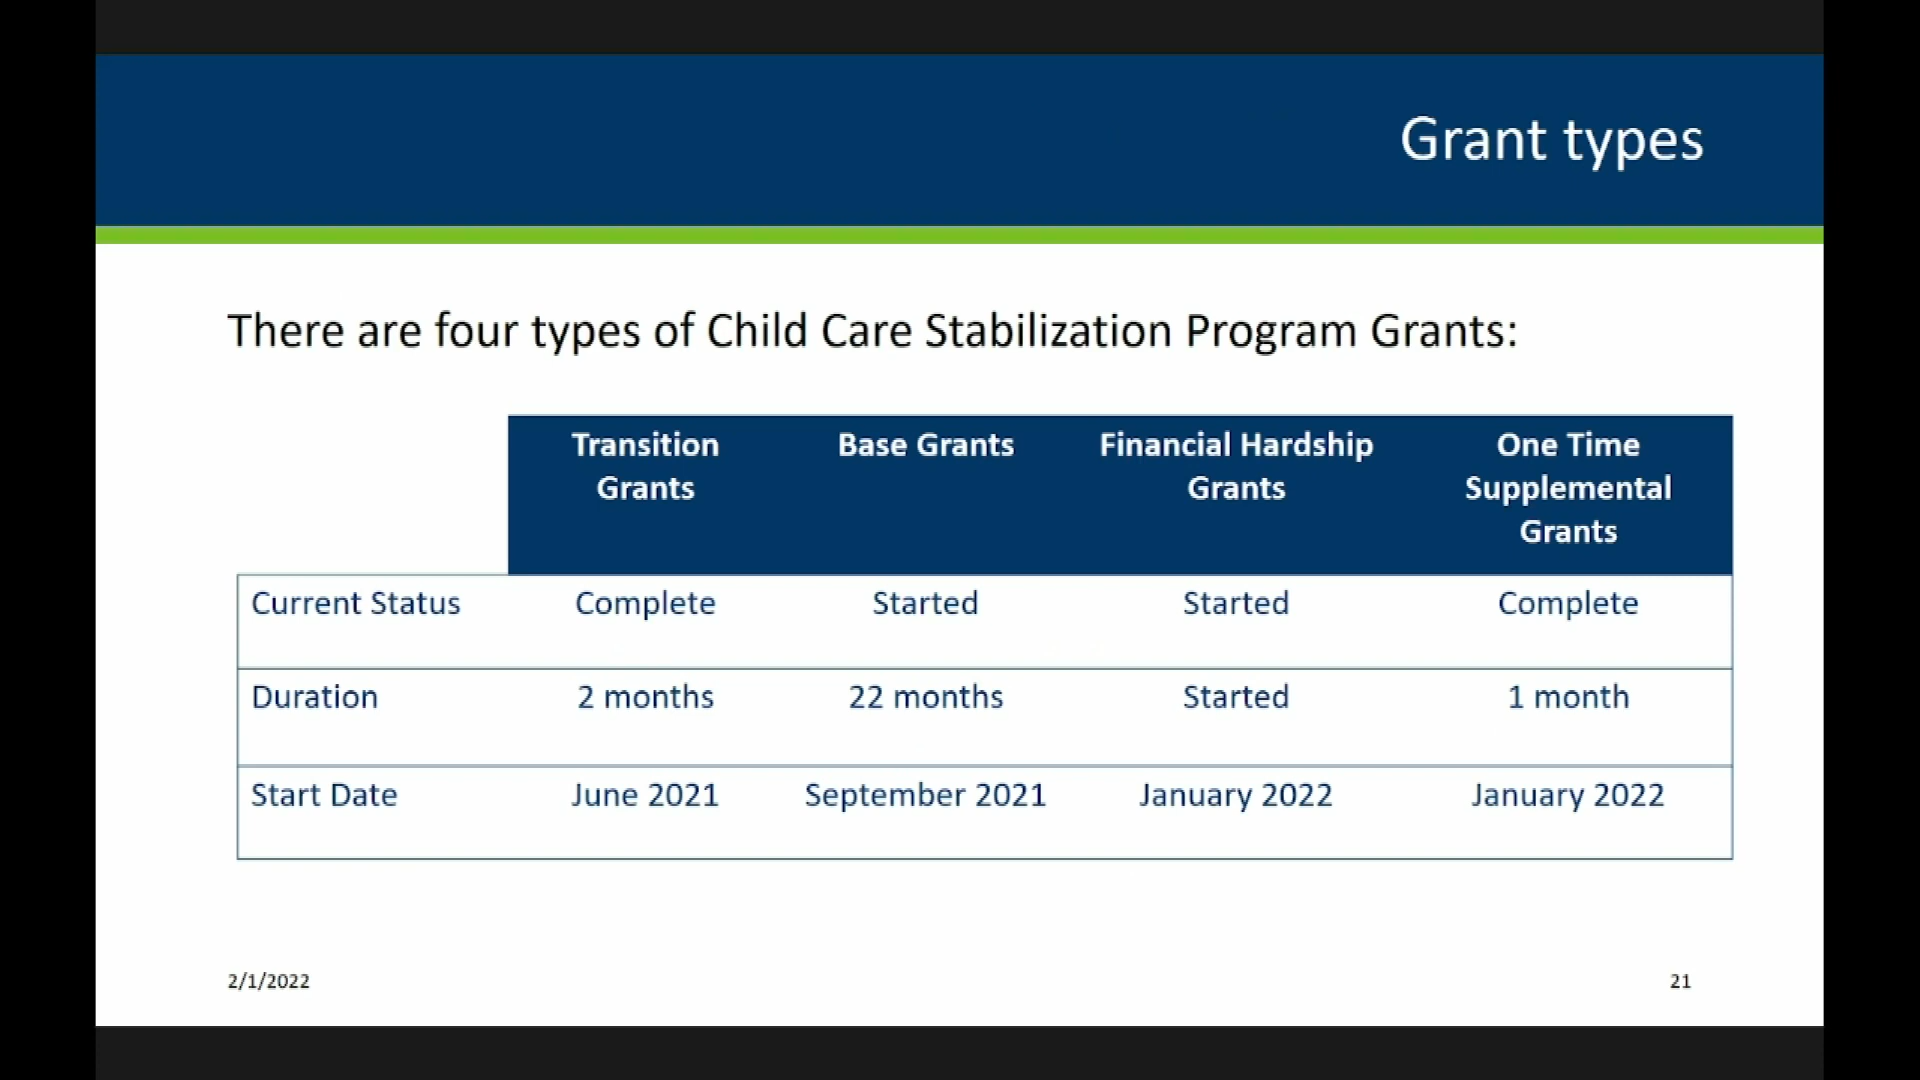 Grant types
There are four types of Child Care Stabilization Program Grants:
Transition Grants Base Grants Financial Hardship Grants One Time Supplemental Grants
Current Status Complete Started Started Complete
Duration 2 months 22 months Started 1 month
Start Date June 2021 September 2021 January 2022 January 2022
2/1/2022 21